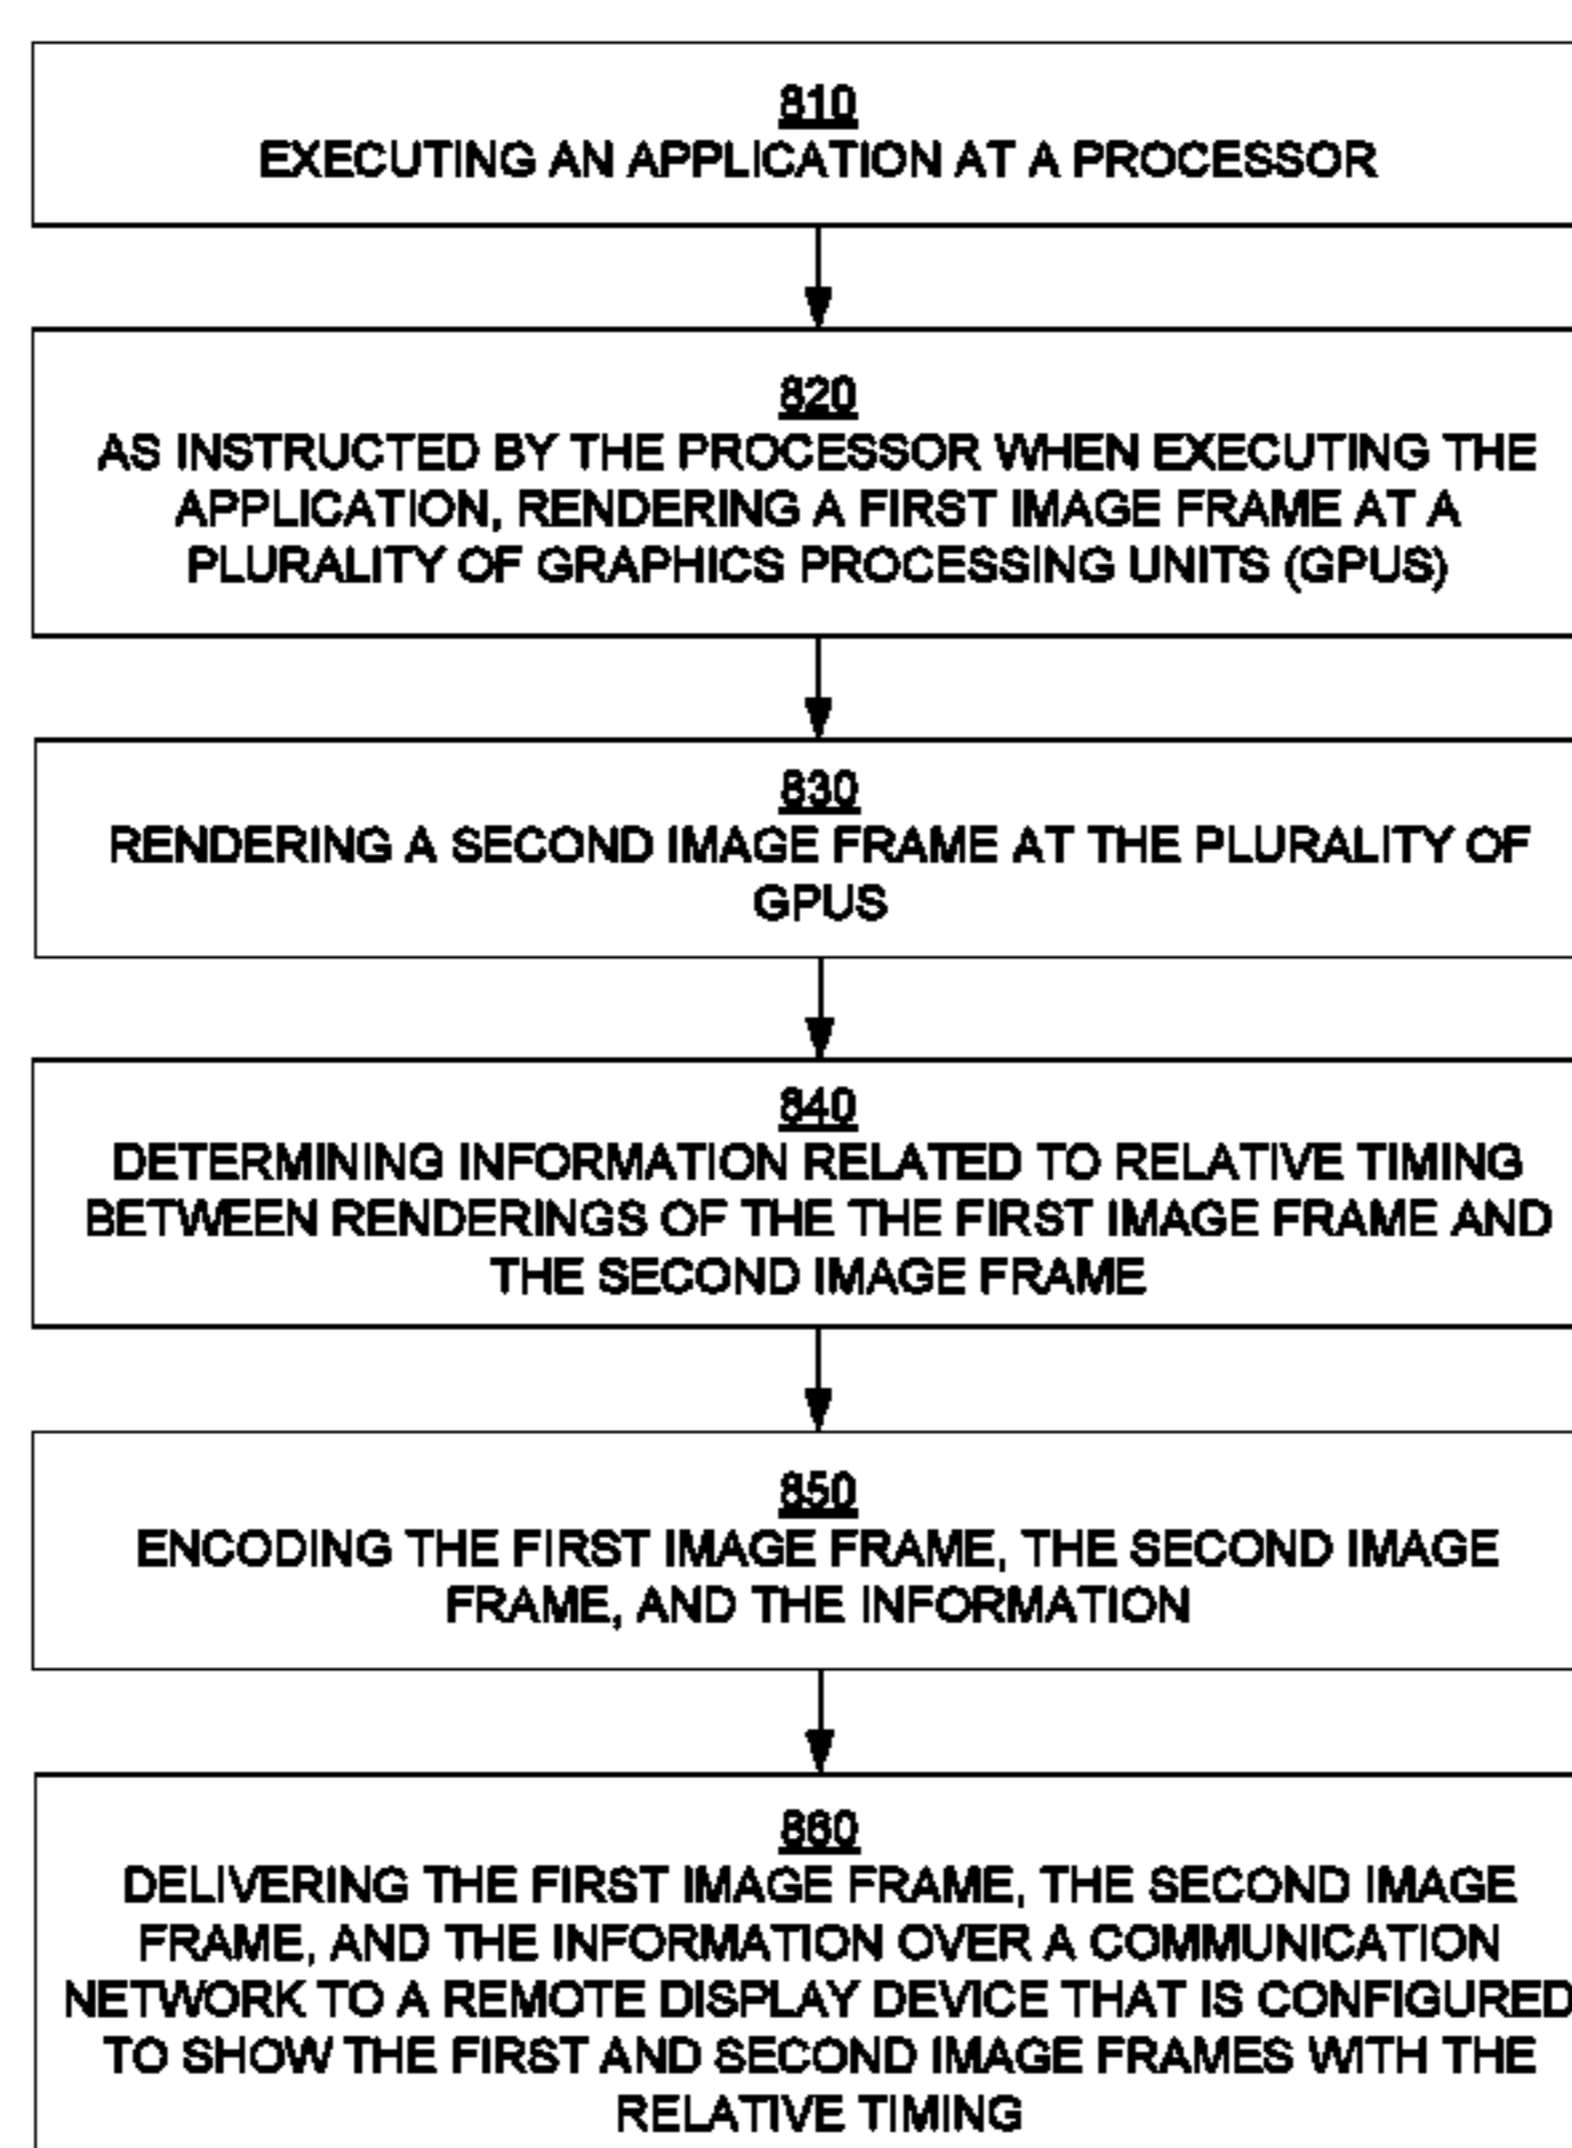 810
EXECUTING AN APPLICATION AT A PROCESSOR
820
AS INSTRUCTED BY THE PROCESSOR WHEN EXECUTING THE
APPLICATION, RENDERING A FIRST IMAGE FRAME AT A
PLURALITY OF GRAPHICS PROCESSING UNITS (GPUS)
830
RENDERING A SECOND IMAGE FRAME AT THE PLURALITY OF
GPUS
840
DETERMINING INFORMATION RELATED TO RELATIVE TIMING
BETWEEN RENDERINGS OF THE THE FIRST IMAGE FRAME AND
THE SECOND IMAGE FRAME
850
ENCODING THE FIRST IMAGE FRAME, THE SECOND IMAGE
FRAME, AND THE INFORMATION
860
DELIVERING THE FIRST IMAGE FRAME, THE SECOND IMAGE
FRAME, AND THE INFORMATION OVER A COMMUNICATION
NETWORK TO A REMOTE DISPLAY DEVICE THAT IS CONFIGURED
TO SHOW THE FIRST AND SECOND IMAGE FRAMES WITH THE
RELATIVE TIMING